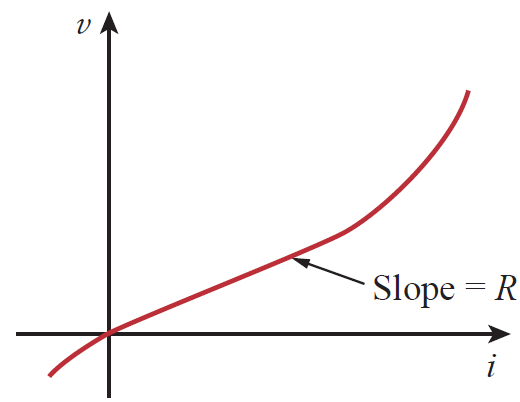 v
Slope = R
i